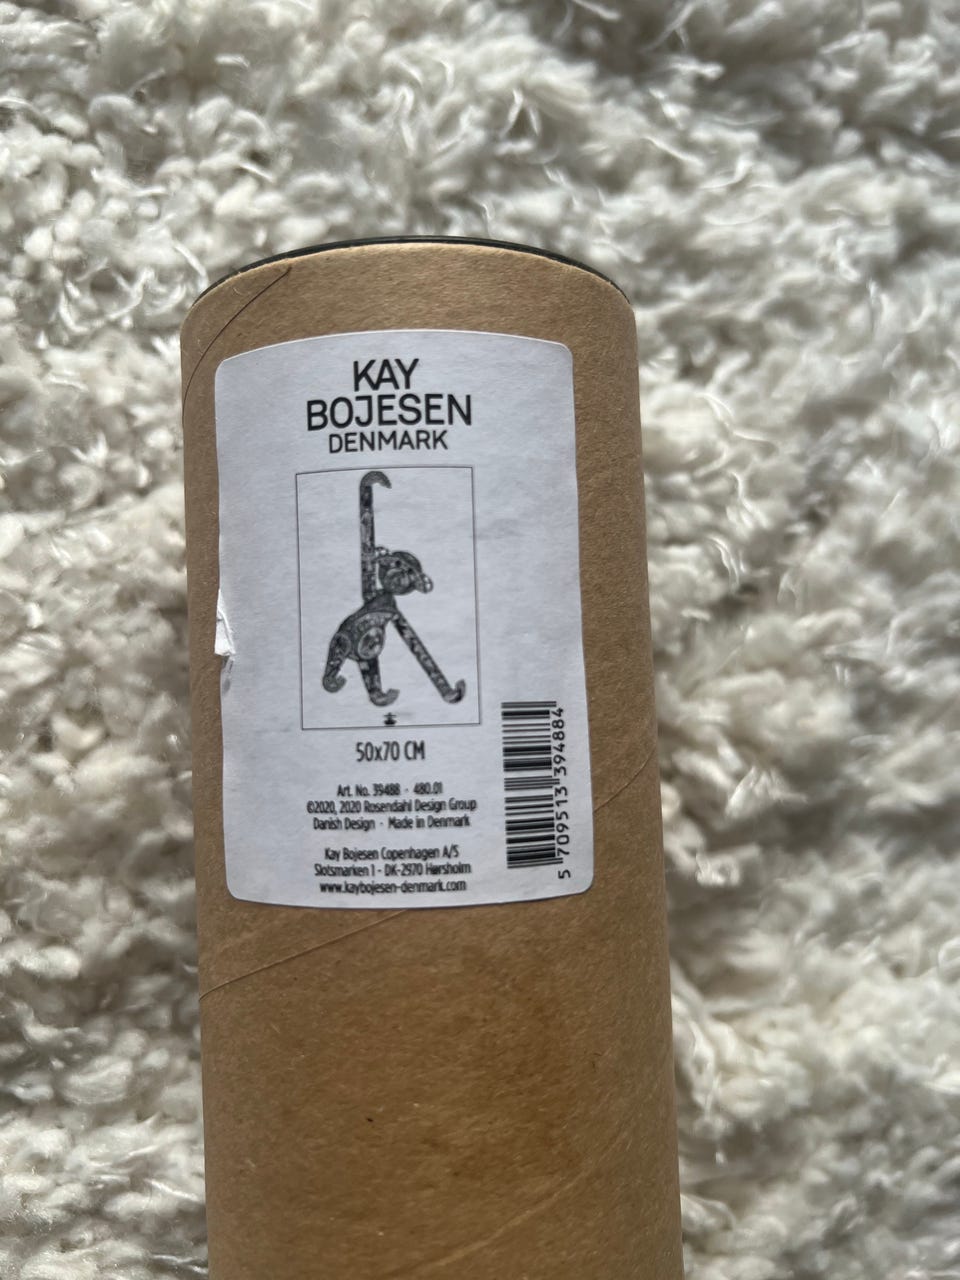 KAY
BOJESEN
DENMARK
50x70 CM
Art. No. 39488 - 480.01
©2020, 2020 Rosendahl Design Group
Danish Design - Made in Denmark
Kay Bojesen Copenhagen A/S
Slotsmarken 1 - DK-2970 Hørsholm
www.kaybojesen-denmark.com
5 709513 394884